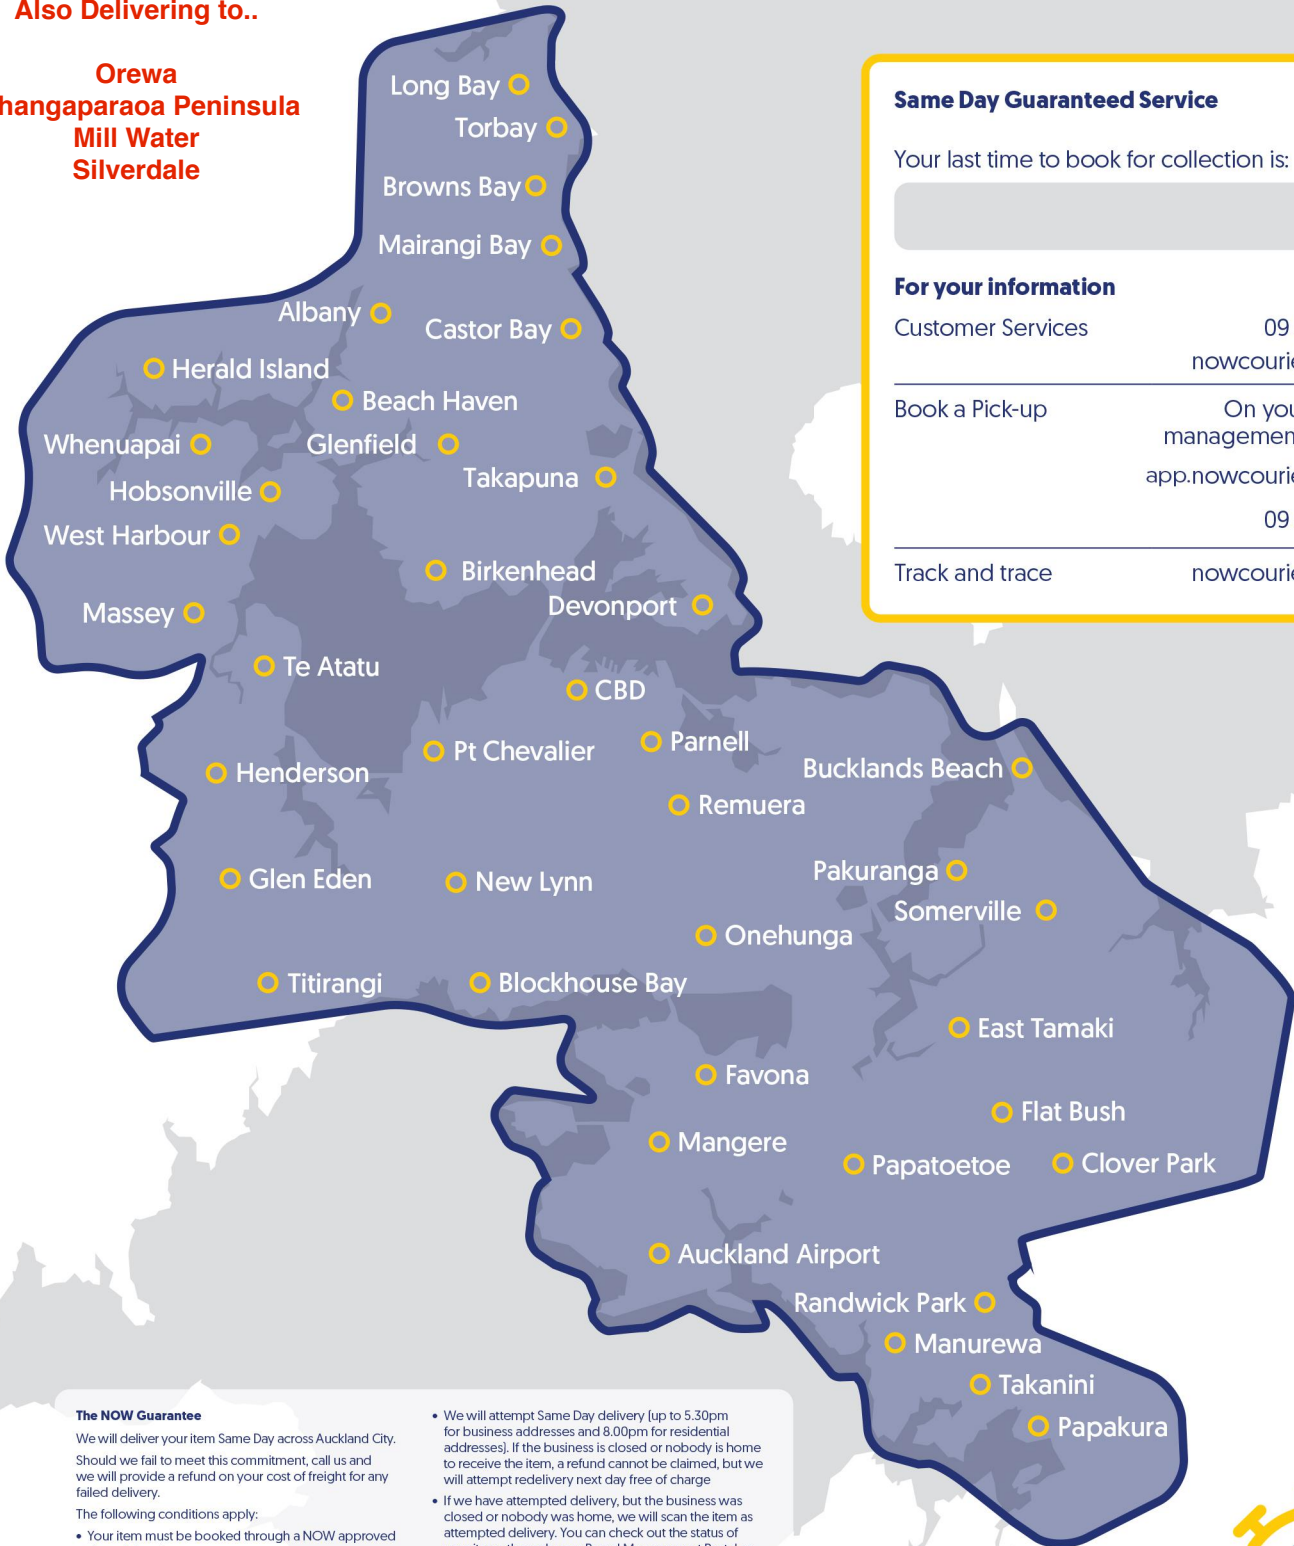 Also Delivering to..
Orewa
hangaparaoa Peninsula
Mill Water
Silverdale
Long Bay
Torbay
Browns Bay
Mairangi Bay
Albany
Castor Bay
Herald Island
Beach Haven
Whenuapai
Glenfield
Takapuna
Hobsonville
West Harbour
Birkenhead
Devonport
Massey
Te Atatu
CBD
Pt Chevalier
Parnell
Bucklands Beach
Henderson
Remuera
Glen Eden
New Lynn
Pakuranga
Somerville
Onehunga
Titirangi
Blockhouse Bay
East Tamaki
Favona
Flat Bush
Mangere
Papatoetoe
Clover Park
Auckland Airport
Randwick Park
Manurewa
Takanini
Papakura
Same Day Guaranteed Service
Your last time to book for collection is:
For your information
Customer Services 09
nowcourie
Book a Pick-up On you
managemen
app.nowcourie
09
Track and trace nowcourie
The NOW Guarantee
We will deliver your item Same Day across Auckland City.
Should we fail to meet this commitment, call us and
we will provide a refund on your cost of freight for any
failed delivery.
The following conditions apply:
• Your item must be booked through a NOW approved
• We will attempt Same Day delivery (up to 5.30pm
for business addresses and 8.00pm for residential
addresses). If the business is closed or nobody is home
to receive the item, a refund cannot be claimed, but we
will attempt redelivery next day free of charge
• If we have attempted delivery, but the business was
closed or nobody was home, we will scan the item as
attempted delivery. You can check out the status of